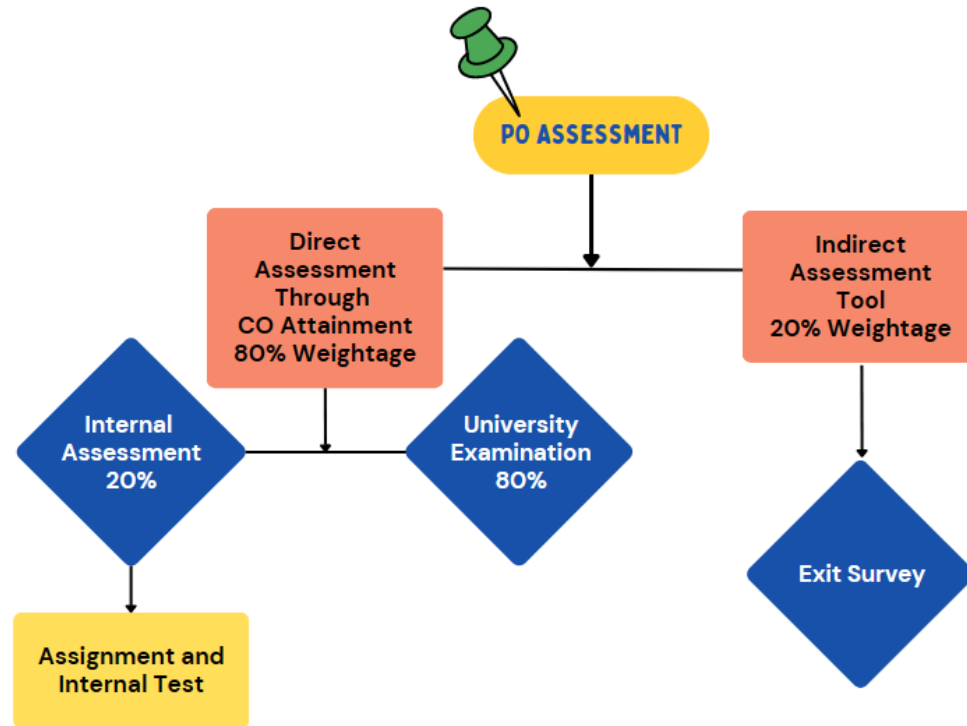 PO ASSESSMENT
Direct
Assessment
Through
CO Attainment
80% Weightage
Indirect
Assessment
Tool
20% Weightage
Internal
Assessment
20%
University
Examination
80%
Exit Survey
Assignment and
Internal Test